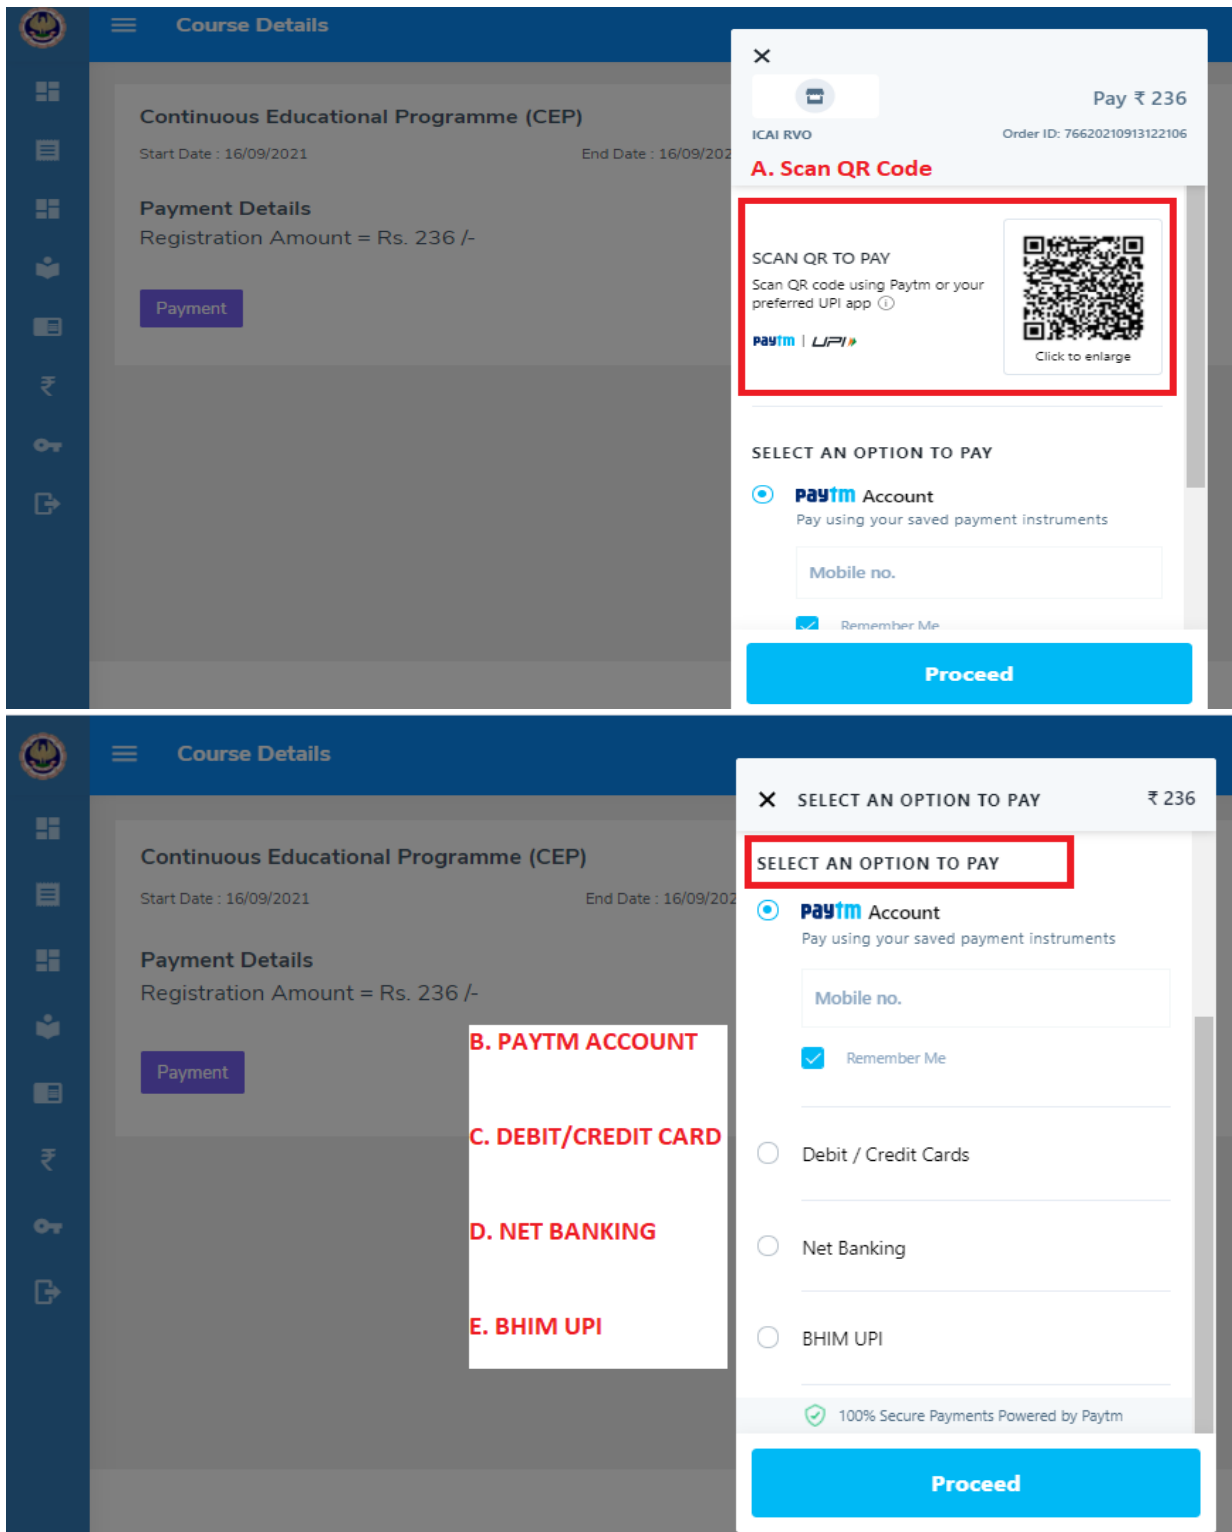 Course Details
Continuous Educational Programme (CEP)
Start Date : 16/09/2021
End Date : 16/09/202
Payment Details
Registration Amount = Rs. 236 /-
Payment
Pay ₹ 236
ICAI RVO
Order ID: 76620210913122106
A. Scan QR Code
SCAN QR TO PAY
Scan QR code using Paytm or your
preferred UPI app
paytm | UPI
Click to enlarge
SELECT AN OPTION TO PAY
paytm Account
Pay using your saved payment instruments
Mobile no.
Remember Me
Proceed
Course Details
Continuous Educational Programme (CEP)
Start Date : 16/09/2021
End Date : 16/09/202
Payment Details
Registration Amount = Rs. 236 /-
Payment
B. PAYTM ACCOUNT
C. DEBIT/CREDIT CARD
D. NET BANKING
E. BHIM UPI
SELECT AN OPTION TO PAY
₹ 236
SELECT AN OPTION TO PAY
paytm Account
Pay using your saved payment instruments
Mobile no.
Remember Me
Debit / Credit Cards
Net Banking
BHIM UPI
100% Secure Payments Powered by Paytm
Proceed